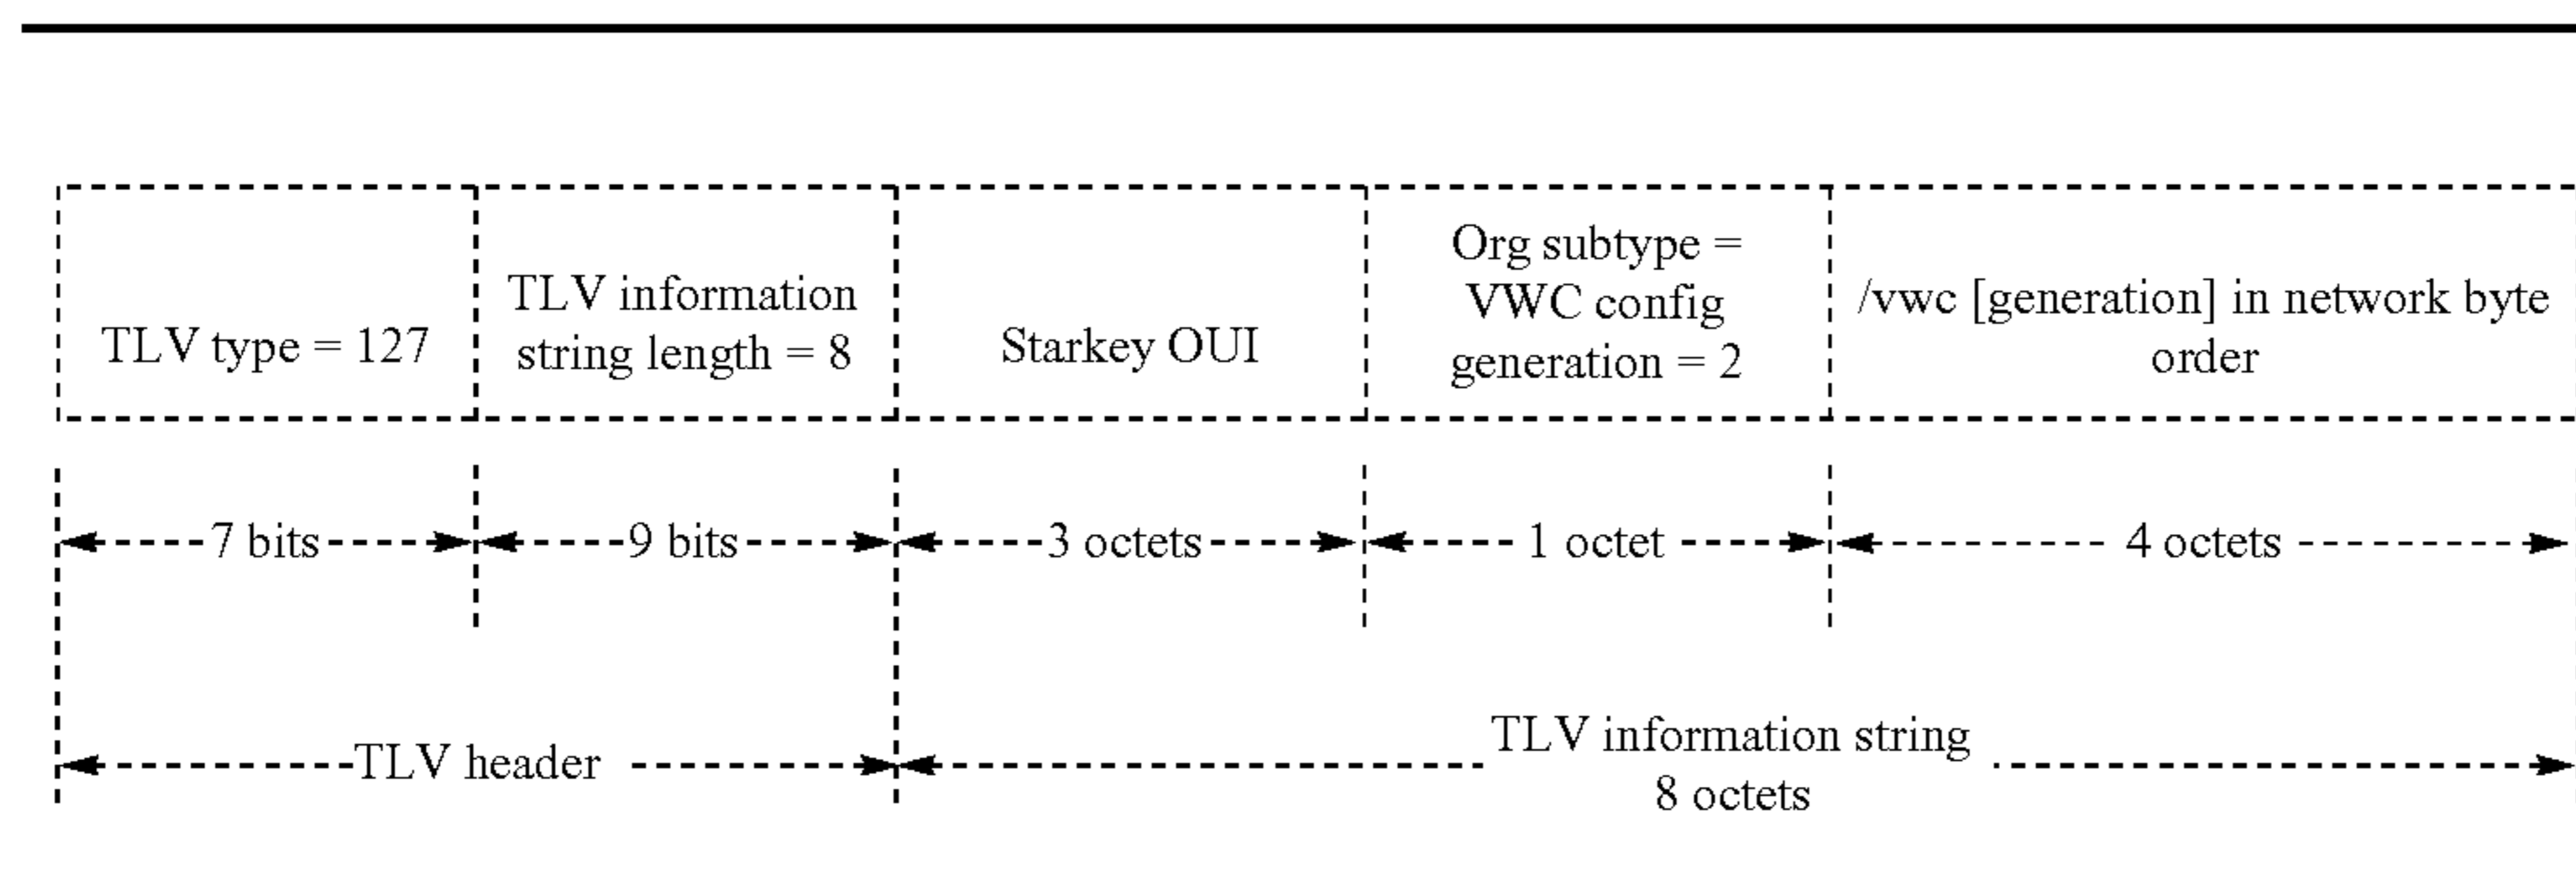 TLV type = 127
TLV information
string length = 8
Starkey OUI
Org subtype =
VWC config
generation = 2
/vwc [generation] in network byte
order
7 bits
9 bits
3 octets
1 octet
4 octets
TLV header
TLV information string
8 octets